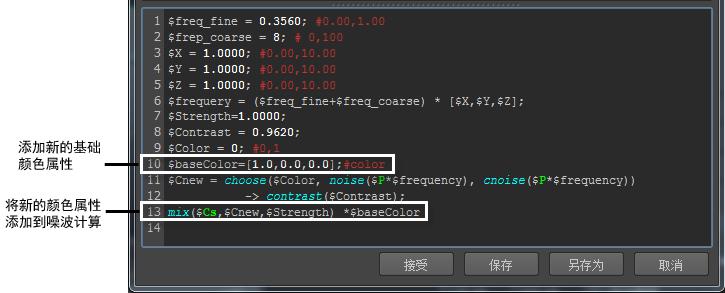 1 $freq_fine = 0.3560; #0.00,1.00
2 $frep_coarse = 8; # 0,100
3 $X = 1.0000; #0.00,10.00
4 $Y = 1.0000; #0.00,10.00
5 $Z = 1.0000; #0.00,10.00
6 $frequery = ($freq_fine+$freq_coarse) * [$X,$Y,$Z];
7 $Strength=1.0000;
8 $Contrast = 0.9620;
9 $Color = 0; #0,1
添加新的基础
颜色属性
10 $baseColor=[1.0,0.0,0.0];#color
11 $Cnew = choose($Color, noise($P*$frequency), cnoise($P*$frequency))
12 -> contrast($Contrast);
将新的颜色属性
添加到噪波计算
13 mix($Cs,$Cnew,$Strength) *$baseColor
14
接受 保存 另存为 取消